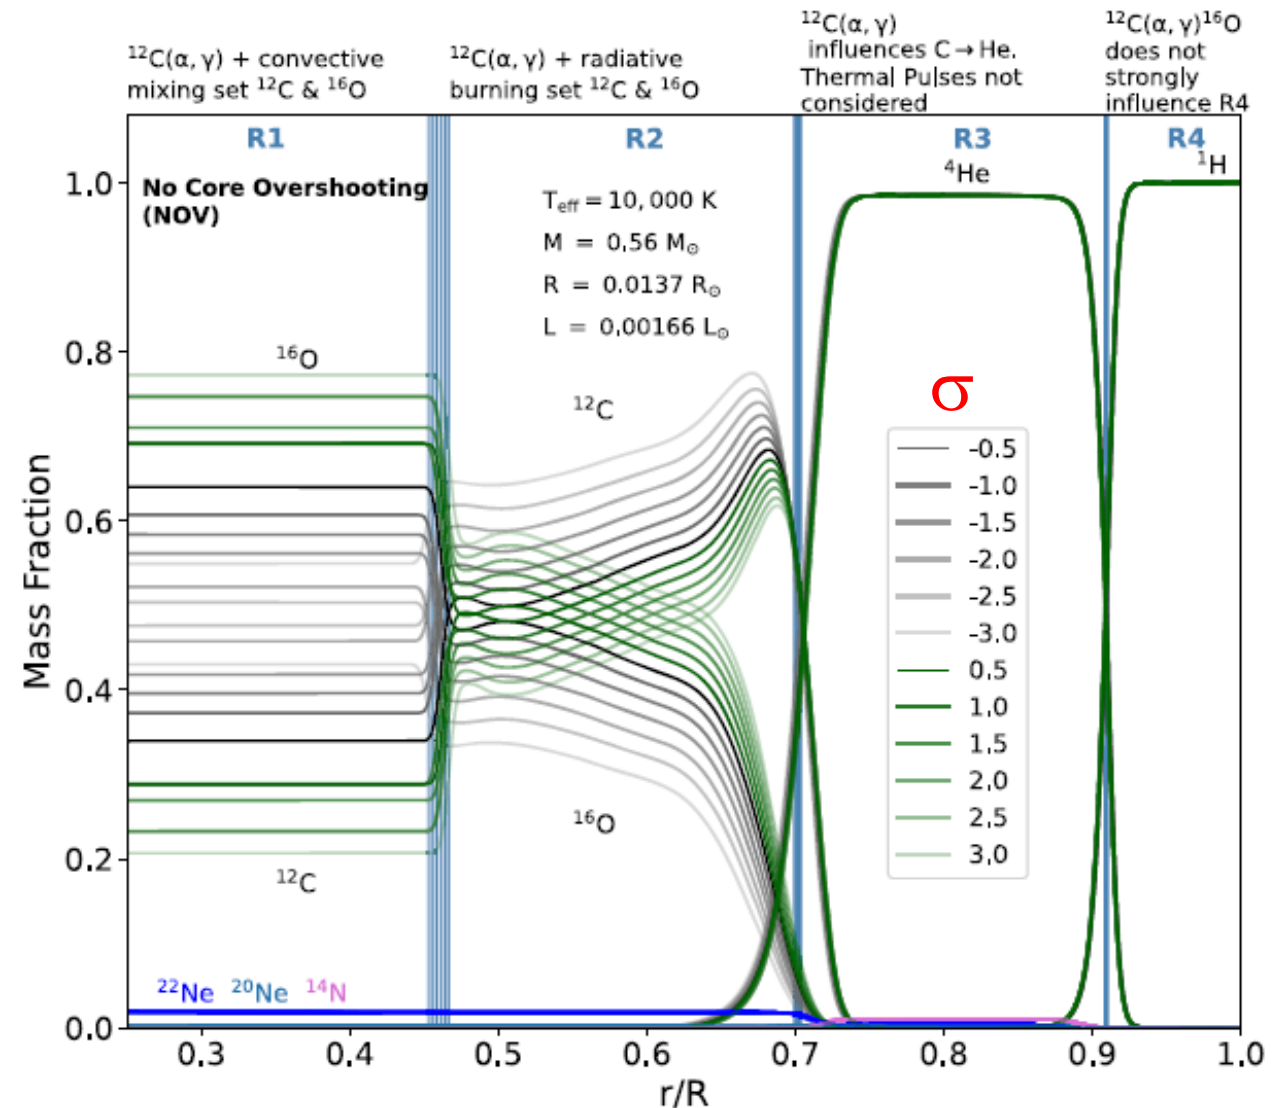 ¹²C(α, γ) + convective
mixing set ¹²C & ¹⁶O
¹²C(α, γ) + radiative
burning set ¹²C & ¹⁶O
¹²C(α, γ)
influences C→He.
Thermal Pulses not
considered
¹²C(α, γ)¹⁶O
does not
strongly
influence R4
R1
R2
R3
R4
⁴He
¹H
No Core Overshooting
(NOV)
T_eff = 10, 000 K
M = 0.56 M☉
R = 0.0137 R☉
L = 0.00166 L☉
¹⁶O
¹²C
¹⁶O
¹²C
σ
-0.5
-1.0
-1.5
-2.0
-2.5
-3.0
0.5
1.0
1.5
2.0
2.5
3.0
²²Ne ²⁰Ne ¹⁴N
Mass Fraction
1.0
0.8
0.6
0.4
0.2
0.0
0.3 0.4 0.5 0.6 0.7 0.8 0.9 1.0
r/R